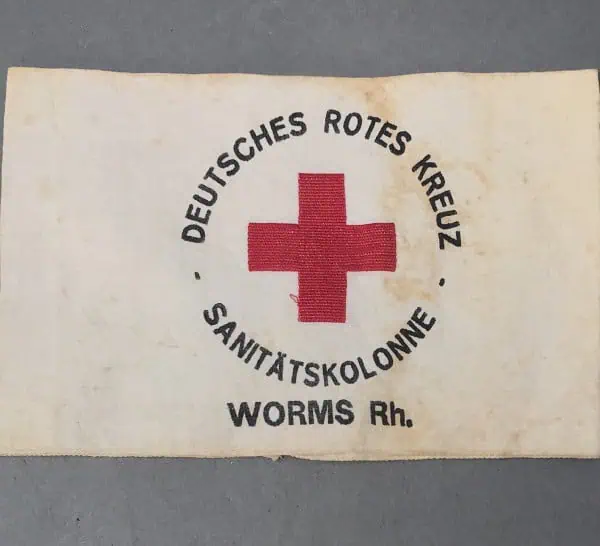 DEUTSCHES ROTES KREUZ
- SANITÄTSKOLONNE -
WORMS Rh.